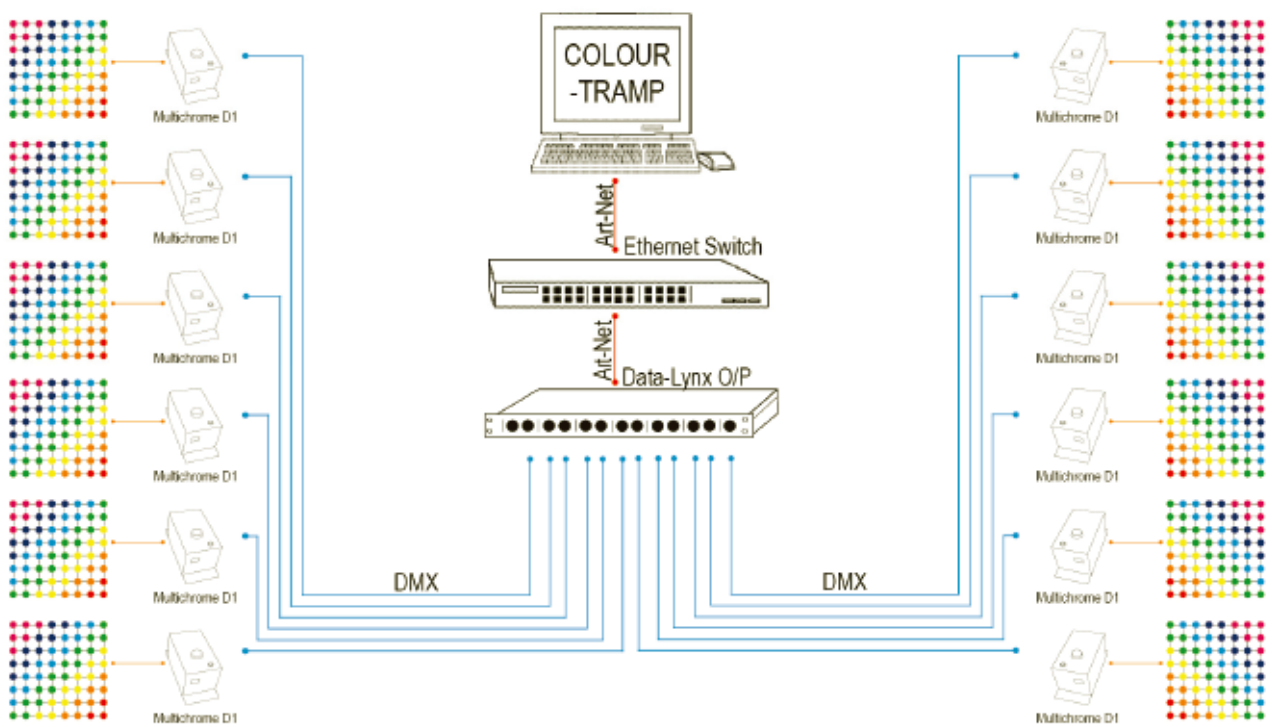 COLOUR
-TRAMP
Art-Net
Ethernet Switch
Art-Net
Data-Lynx O/P
DMX
DMX
Multichrome D1
Multichrome D1
Multichrome D1
Multichrome D1
Multichrome D1
Multichrome D1
Multichrome D1
Multichrome D1
Multichrome D1
Multichrome D1
Multichrome D1
Multichrome D1